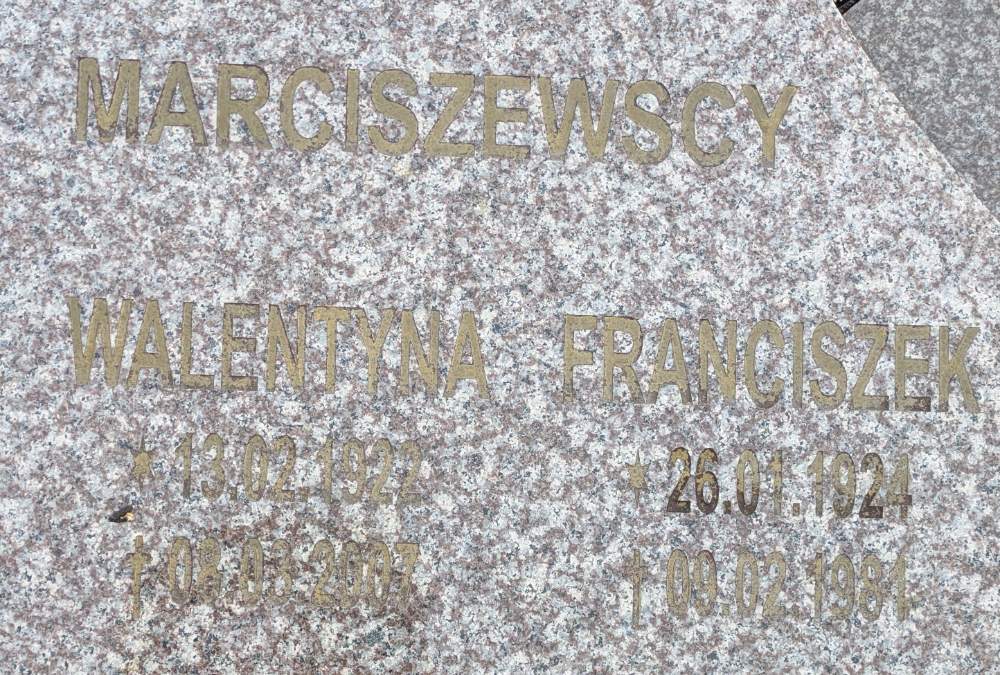 MARCISZEWSCY
WALENTYNA FRANCISZEK
* 13.02.1922 * 26.01.1924
† 08.03.2007 † 09.02.1981